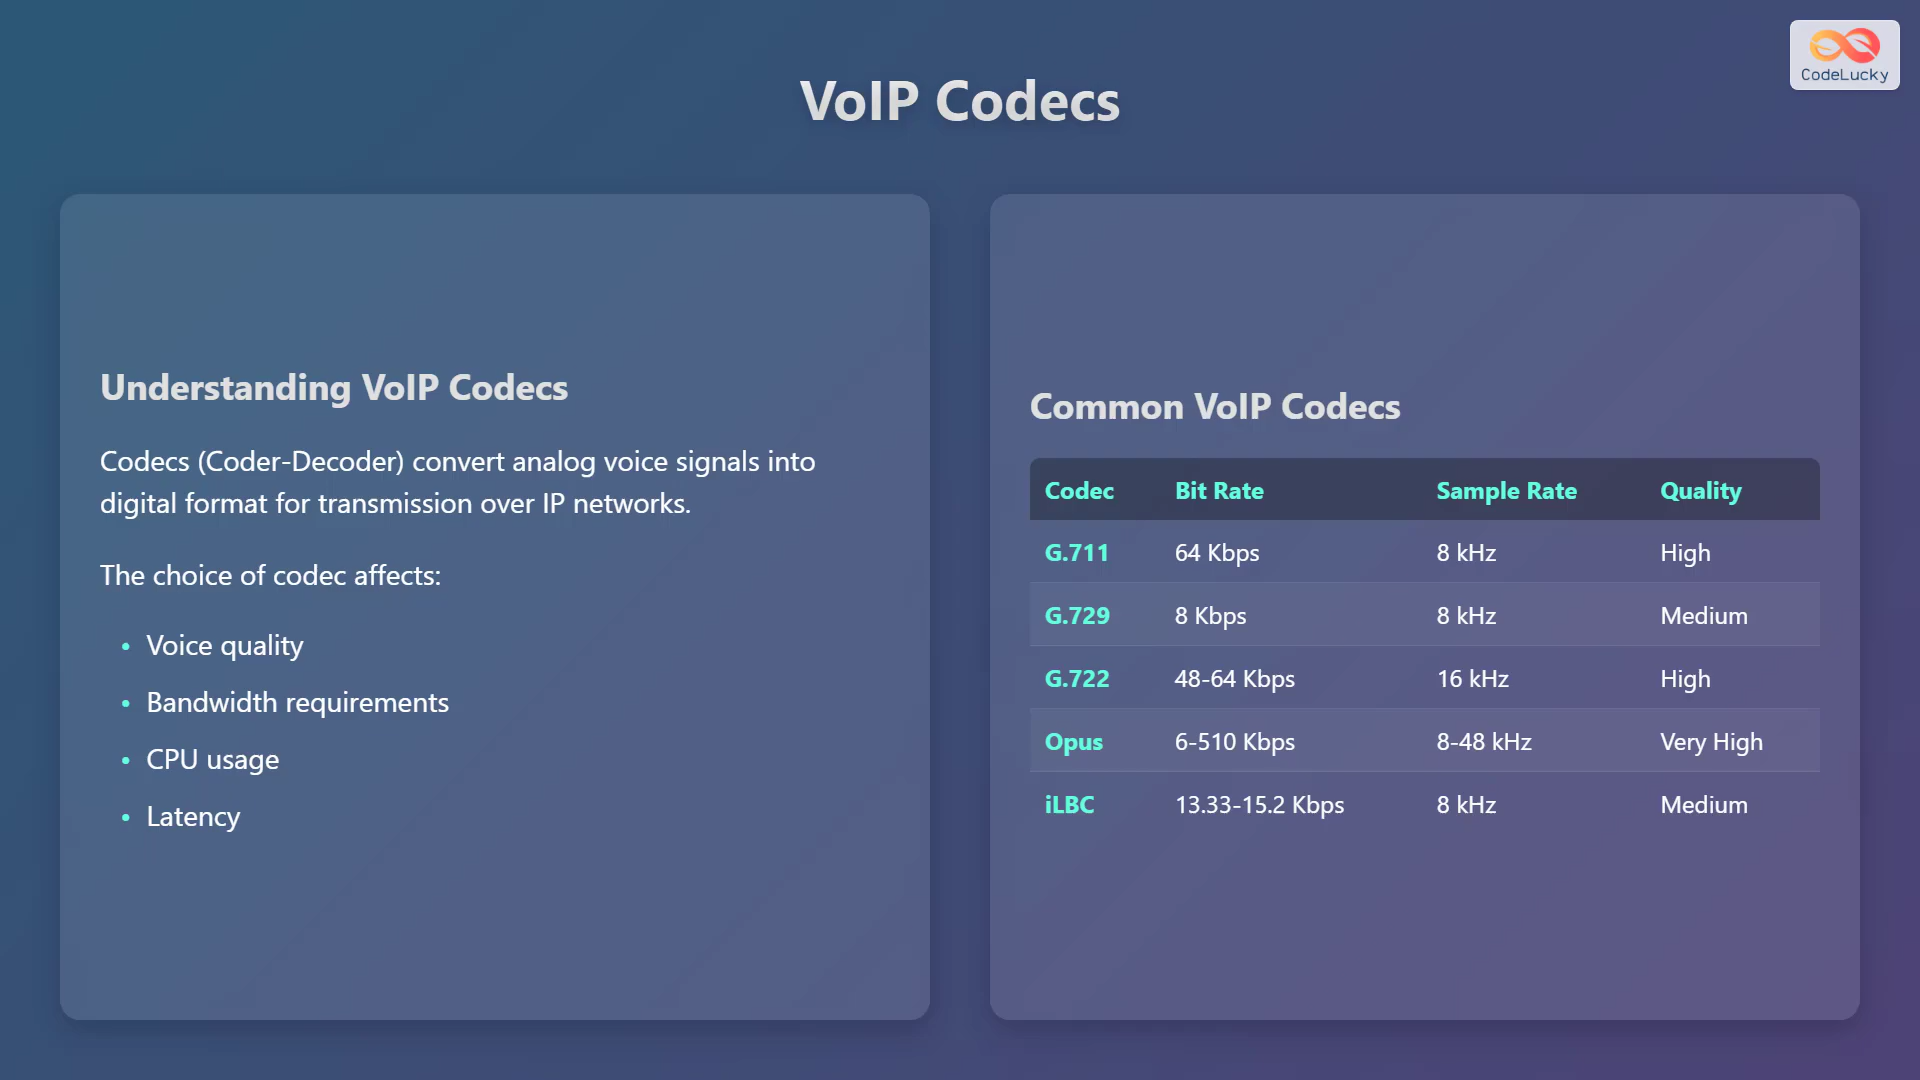 CodeLucky
VoIP Codecs
Understanding VoIP Codecs
Codecs (Coder-Decoder) convert analog voice signals into
digital format for transmission over IP networks.
The choice of codec affects:
• Voice quality
• Bandwidth requirements
• CPU usage
• Latency
Common VoIP Codecs
Codec Bit Rate Sample Rate Quality
G.711 64 Kbps 8 kHz High
G.729 8 Kbps 8 kHz Medium
G.722 48-64 Kbps 16 kHz High
Opus 6-510 Kbps 8-48 kHz Very High
iLBC 13.33-15.2 Kbps 8 kHz Medium